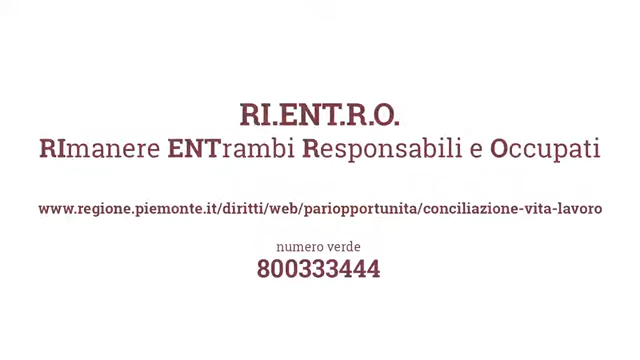 RI.ENT.R.O.
RImanere ENTrambi Responsabili e Occupati
www.regione.piemonte.it/diritti/web/pariopportunita/conciliazione-vita-lavoro
numero verde
800333444